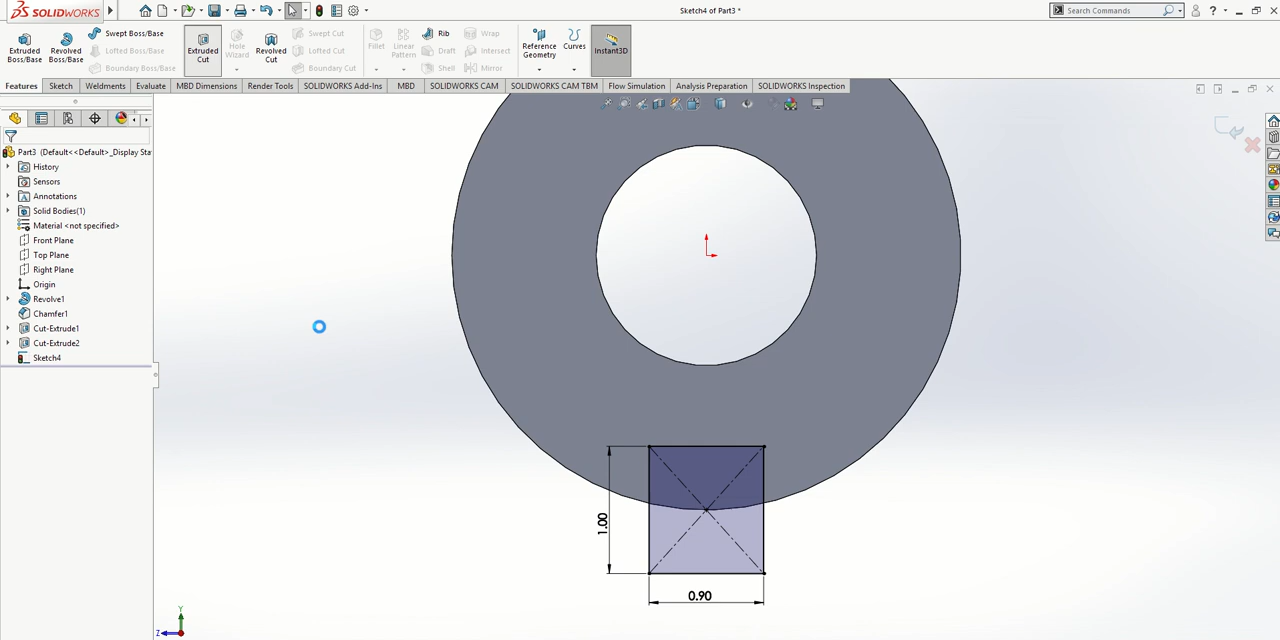 SOLIDWORKS
Sketch4 of Part3 *
Search Commands
Extruded Boss/Base
Revolved Boss/Base
Swept Boss/Base
Lofted Boss/Base
Boundary Boss/Base
Extruded Cut
Hole Wizard
Revolved Cut
Swept Cut
Lofted Cut
Boundary Cut
Fillet
Linear Pattern
Rib
Draft
Shell
Wrap
Intersect
Mirror
Reference Geometry
Curves
Instant3D
Features
Sketch
Weldments
Evaluate
MBD Dimensions
Render Tools
SOLIDWORKS Add-Ins
MBD
SOLIDWORKS CAM
SOLIDWORKS CAM TBM
Flow Simulation
Analysis Preparation
SOLIDWORKS Inspection
Part3 (Default<<Default>_Display Sta
History
Sensors
Annotations
Solid Bodies(1)
Material <not specified>
Front Plane
Top Plane
Right Plane
Origin
Revolve1
Chamfer1
Cut-Extrude1
Cut-Extrude2
Sketch4
1.00
0.90
Y
Z